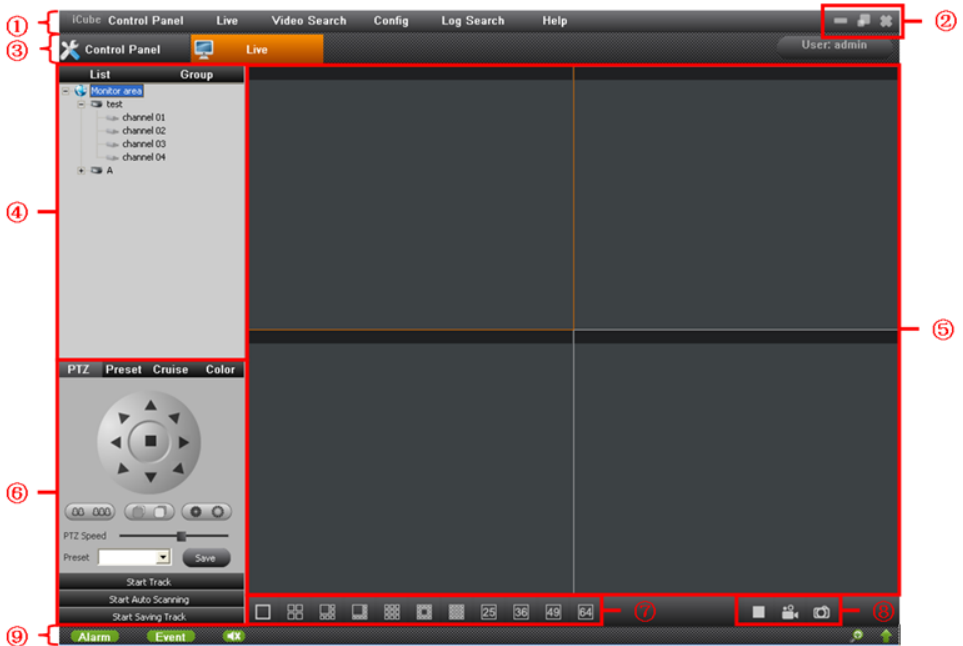 ① iCube Control Panel Live Video Search Config Log Search Help ②
③ Control Panel Live User: admin
List Group
Monitor area
test
channel 01
channel 02
channel 03
channel 04
A
④
⑤
PTZ Preset Cruise Color
⑥
PTZ Speed
Preset Save
Start Track
Start Auto Scanning
Start Saving Track
25 36 49 64 ⑦ ⑧
⑨ Alarm Event